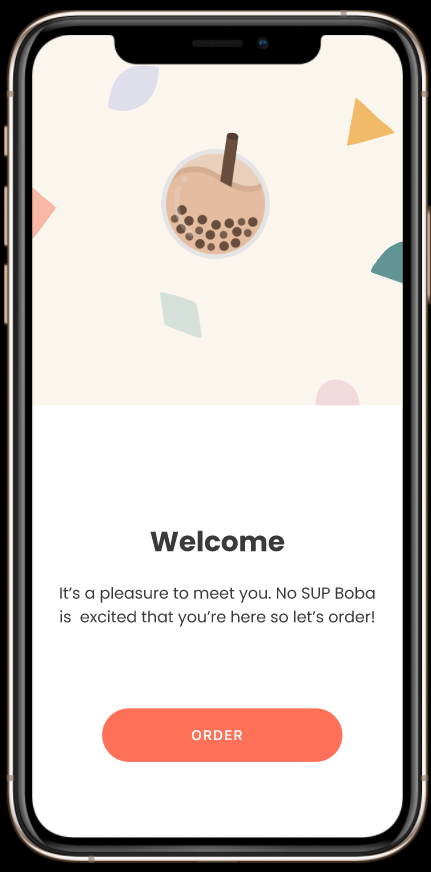 Welcome
It’s a pleasure to meet you. No SUP Boba
is  excited that you’re here so let’s order!
ORDER